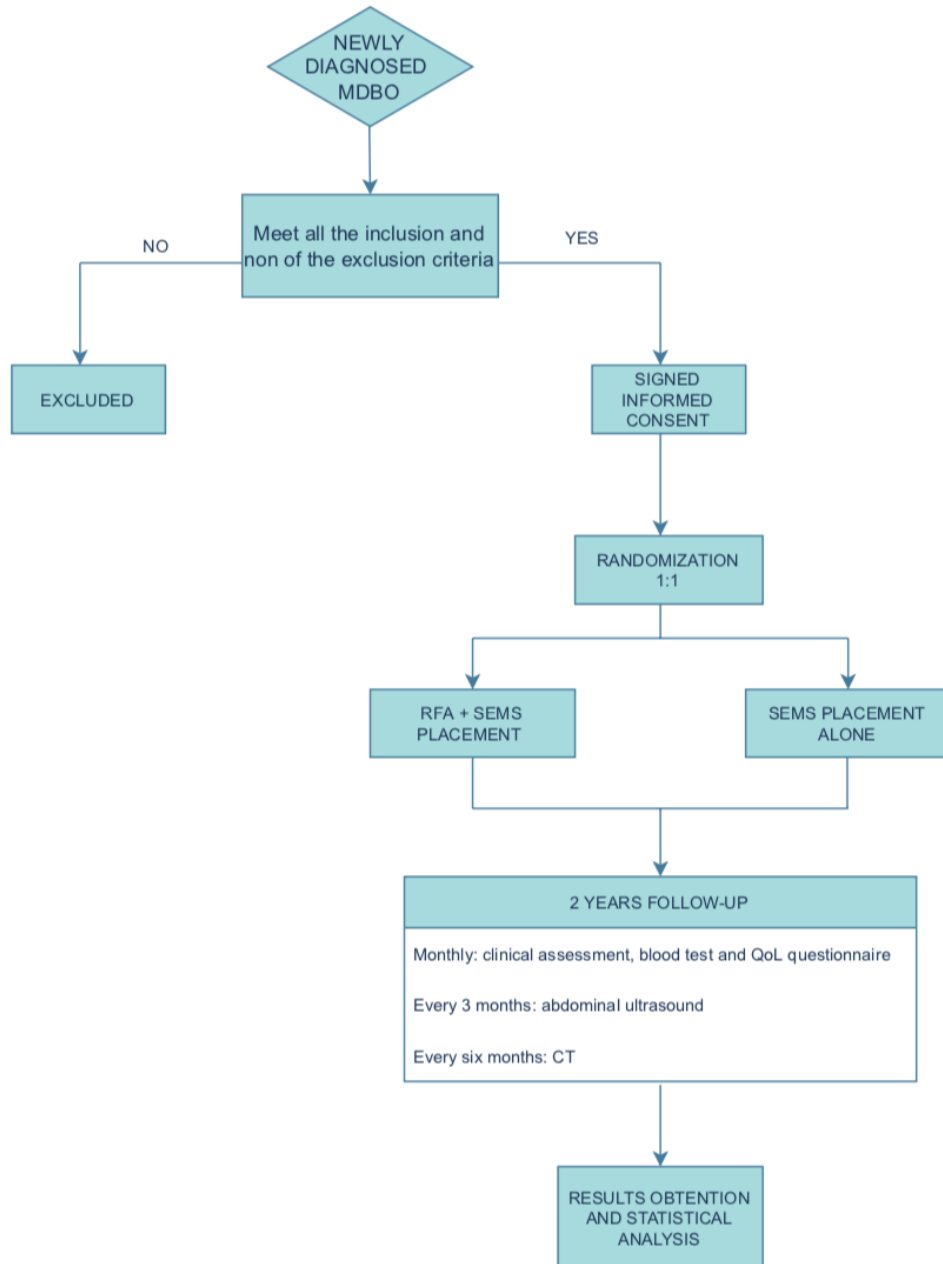 NEWLY
DIAGNOSED
MDBO
Meet all the inclusion and
non of the exclusion criteria
NO
YES
EXCLUDED
SIGNED
INFORMED
CONSENT
RANDOMIZATION
1:1
RFA + SEMS
PLACEMENT
SEMS PLACEMENT
ALONE
2 YEARS FOLLOW-UP
Monthly: clinical assessment, blood test and QoL questionnaire
Every 3 months: abdominal ultrasound
Every six months: CT
RESULTS OBTENTION
AND STATISTICAL
ANALYSIS